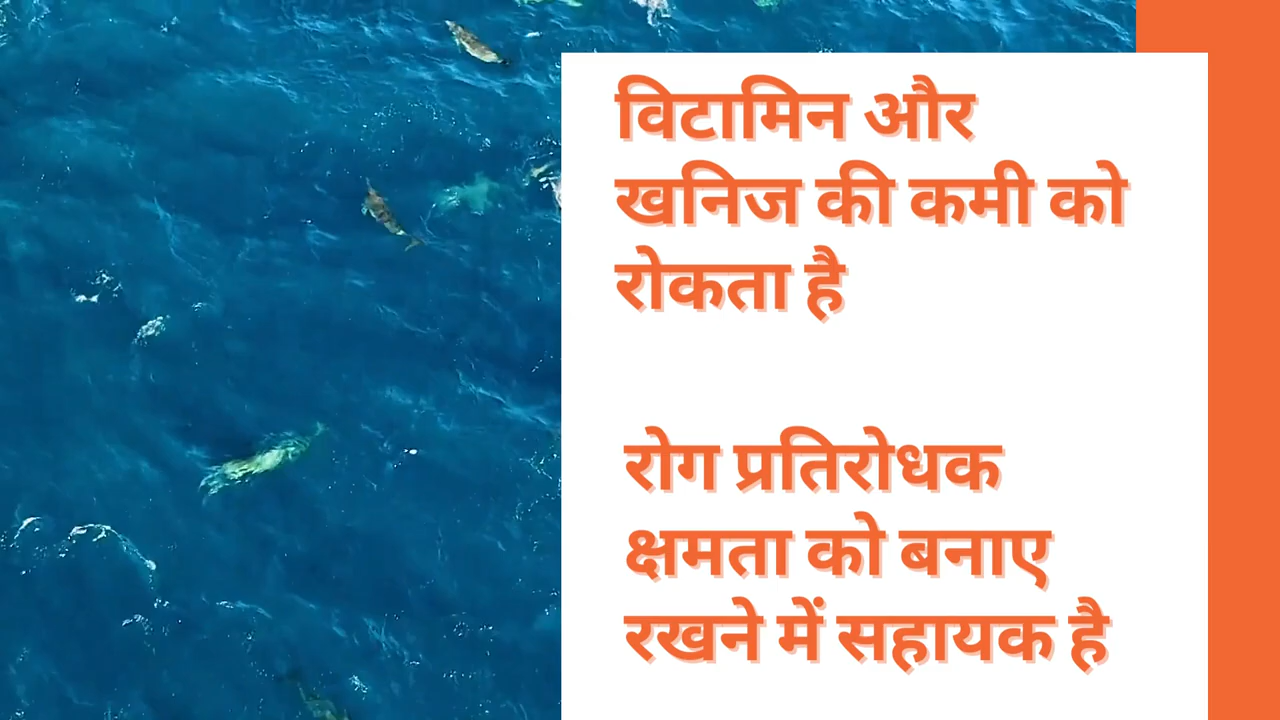 विटामिन और
खनिज की कमी को
रोकता है
रोग प्रतिरोधक
क्षमता को बनाए
रखने में सहायक है